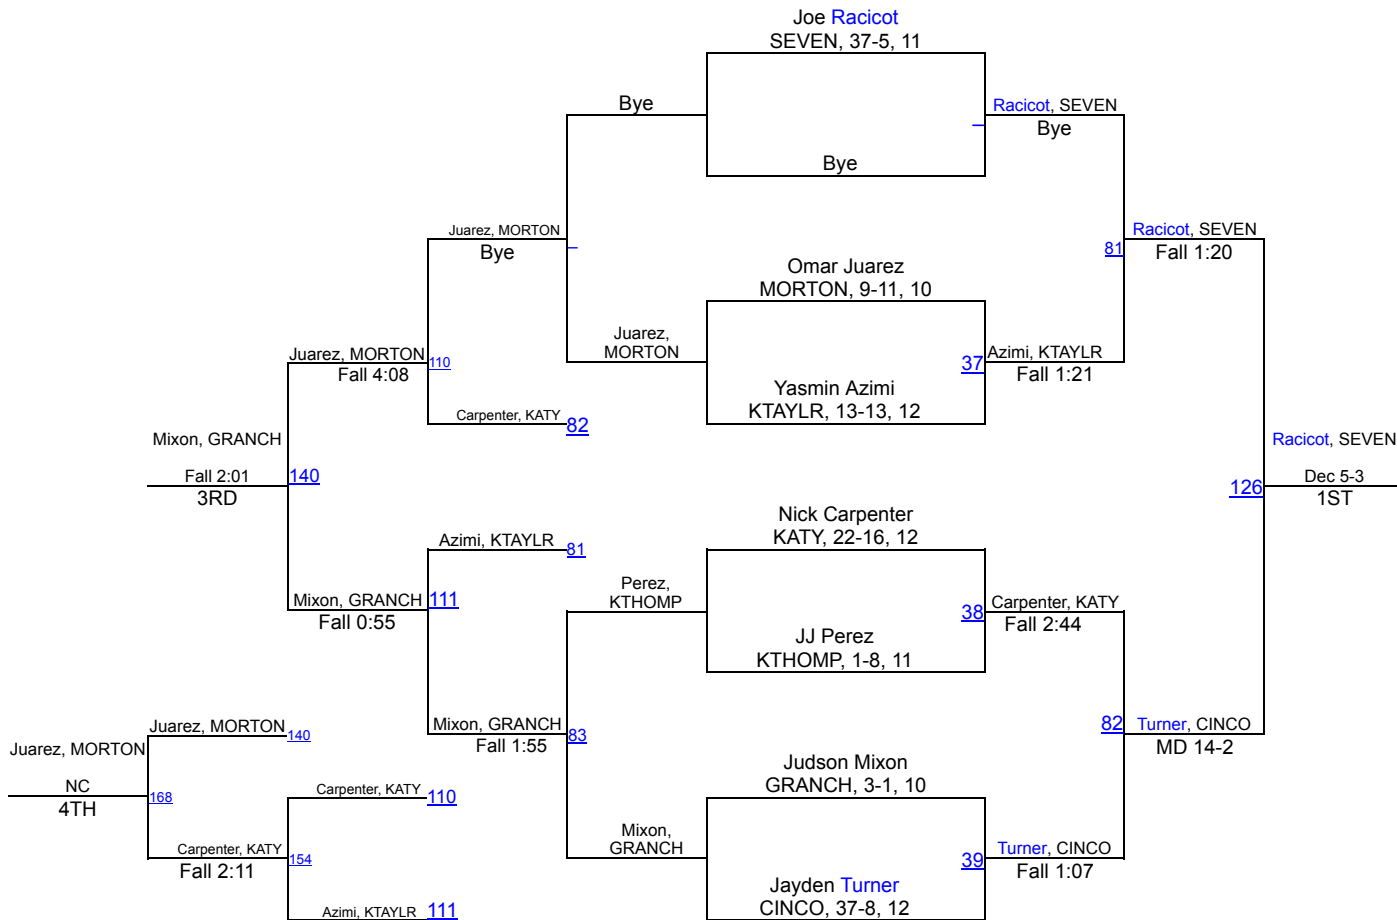 Joe Racicot
SEVEN, 37-5, 11
Bye
Racicot, SEVEN
Bye
Bye
Juarez, MORTON
Bye
Racicot, SEVEN
81
Fall 1:20
Omar Juarez
MORTON, 9-11, 10
Juarez,
MORTON
Juarez, MORTON
110
Fall 4:08
37
Azimi, KTAYLR
Fall 1:21
Yasmin Azimi
KTAYLR, 13-13, 12
Carpenter, KATY
82
Mixon, GRANCH
Fall 2:01
140
3RD
Racicot, SEVEN
126
Dec 5-3
1ST
Nick Carpenter
KATY, 22-16, 12
Azimi, KTAYLR
81
Perez,
KTHOMP
Mixon, GRANCH
111
Fall 0:55
38
Carpenter, KATY
Fall 2:44
JJ Perez
KTHOMP, 1-8, 11
Juarez, MORTON
140
Mixon, GRANCH
83
Fall 1:55
82
Turner, CINCO
MD 14-2
Juarez, MORTON
NC
168
4TH
Judson Mixon
GRANCH, 3-1, 10
Carpenter, KATY
110
Mixon,
GRANCH
Carpenter, KATY
154
Fall 2:11
39
Turner, CINCO
Fall 1:07
Jayden Turner
CINCO, 37-8, 12
Azimi, KTAYLR
111